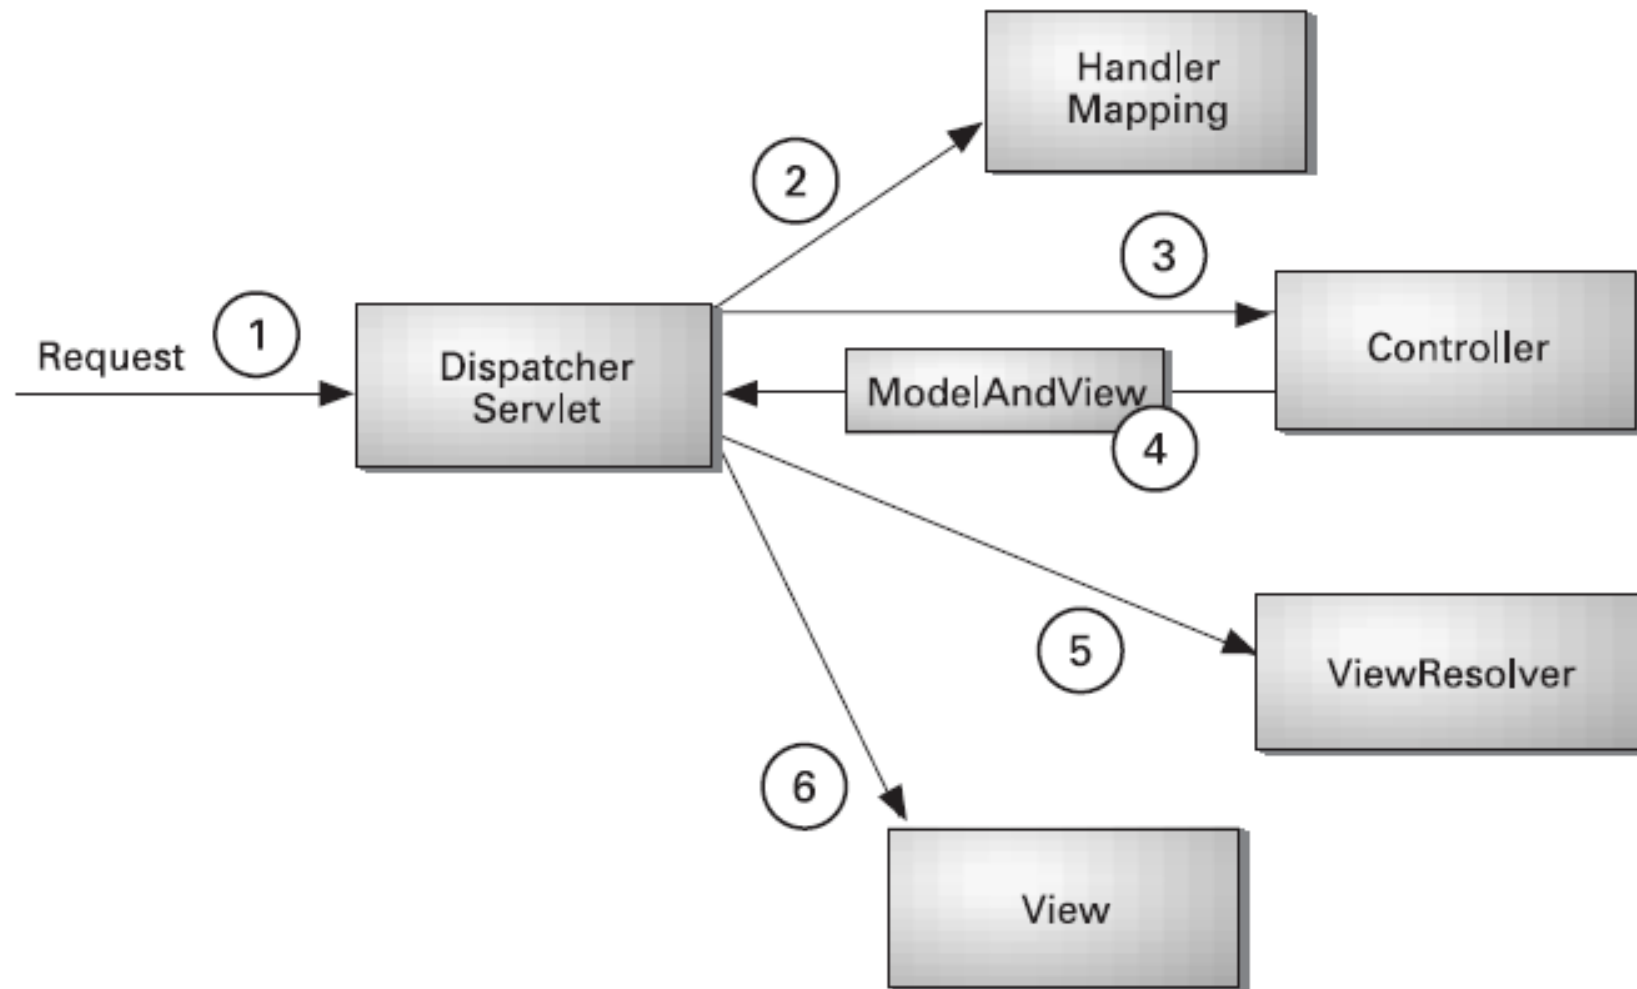 Handler
Mapping
2
3
1
Request
Dispatcher
Servlet
Controller
ModelAndView
4
5
ViewResolver
6
View